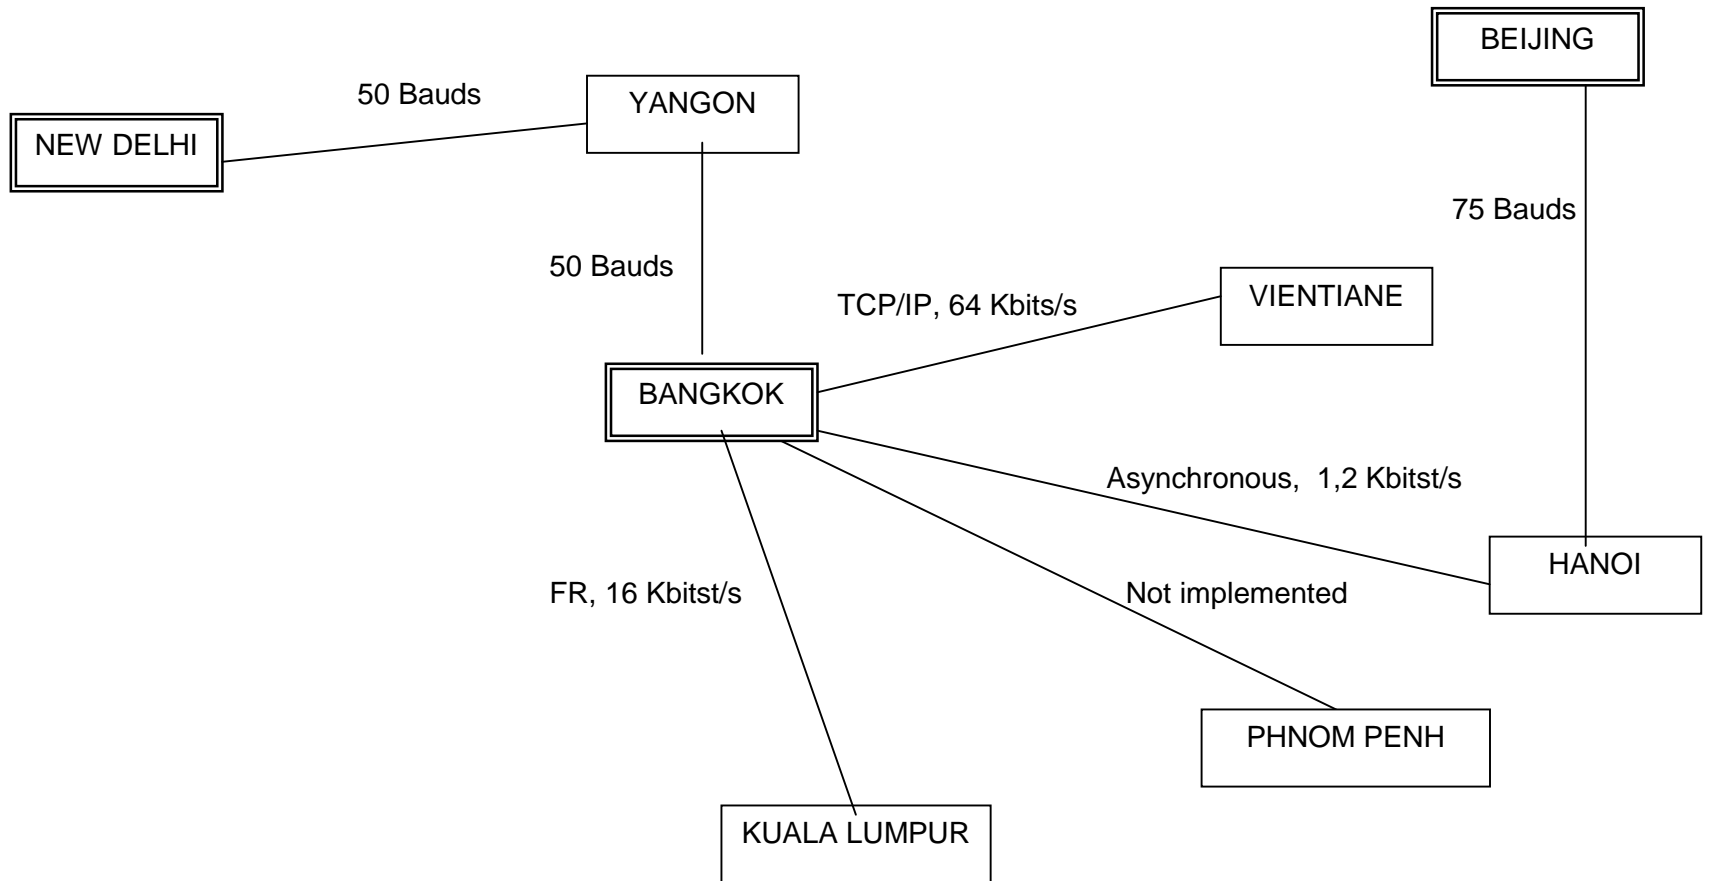 BEIJING
50 Bauds
YANGON
NEW DELHI
75 Bauds
50 Bauds
VIENTIANE
TCP/IP, 64 Kbits/s
BANGKOK
Asynchronous,  1,2 Kbitst/s
HANOI
FR, 16 Kbitst/s
Not implemented
PHNOM PENH
KUALA LUMPUR